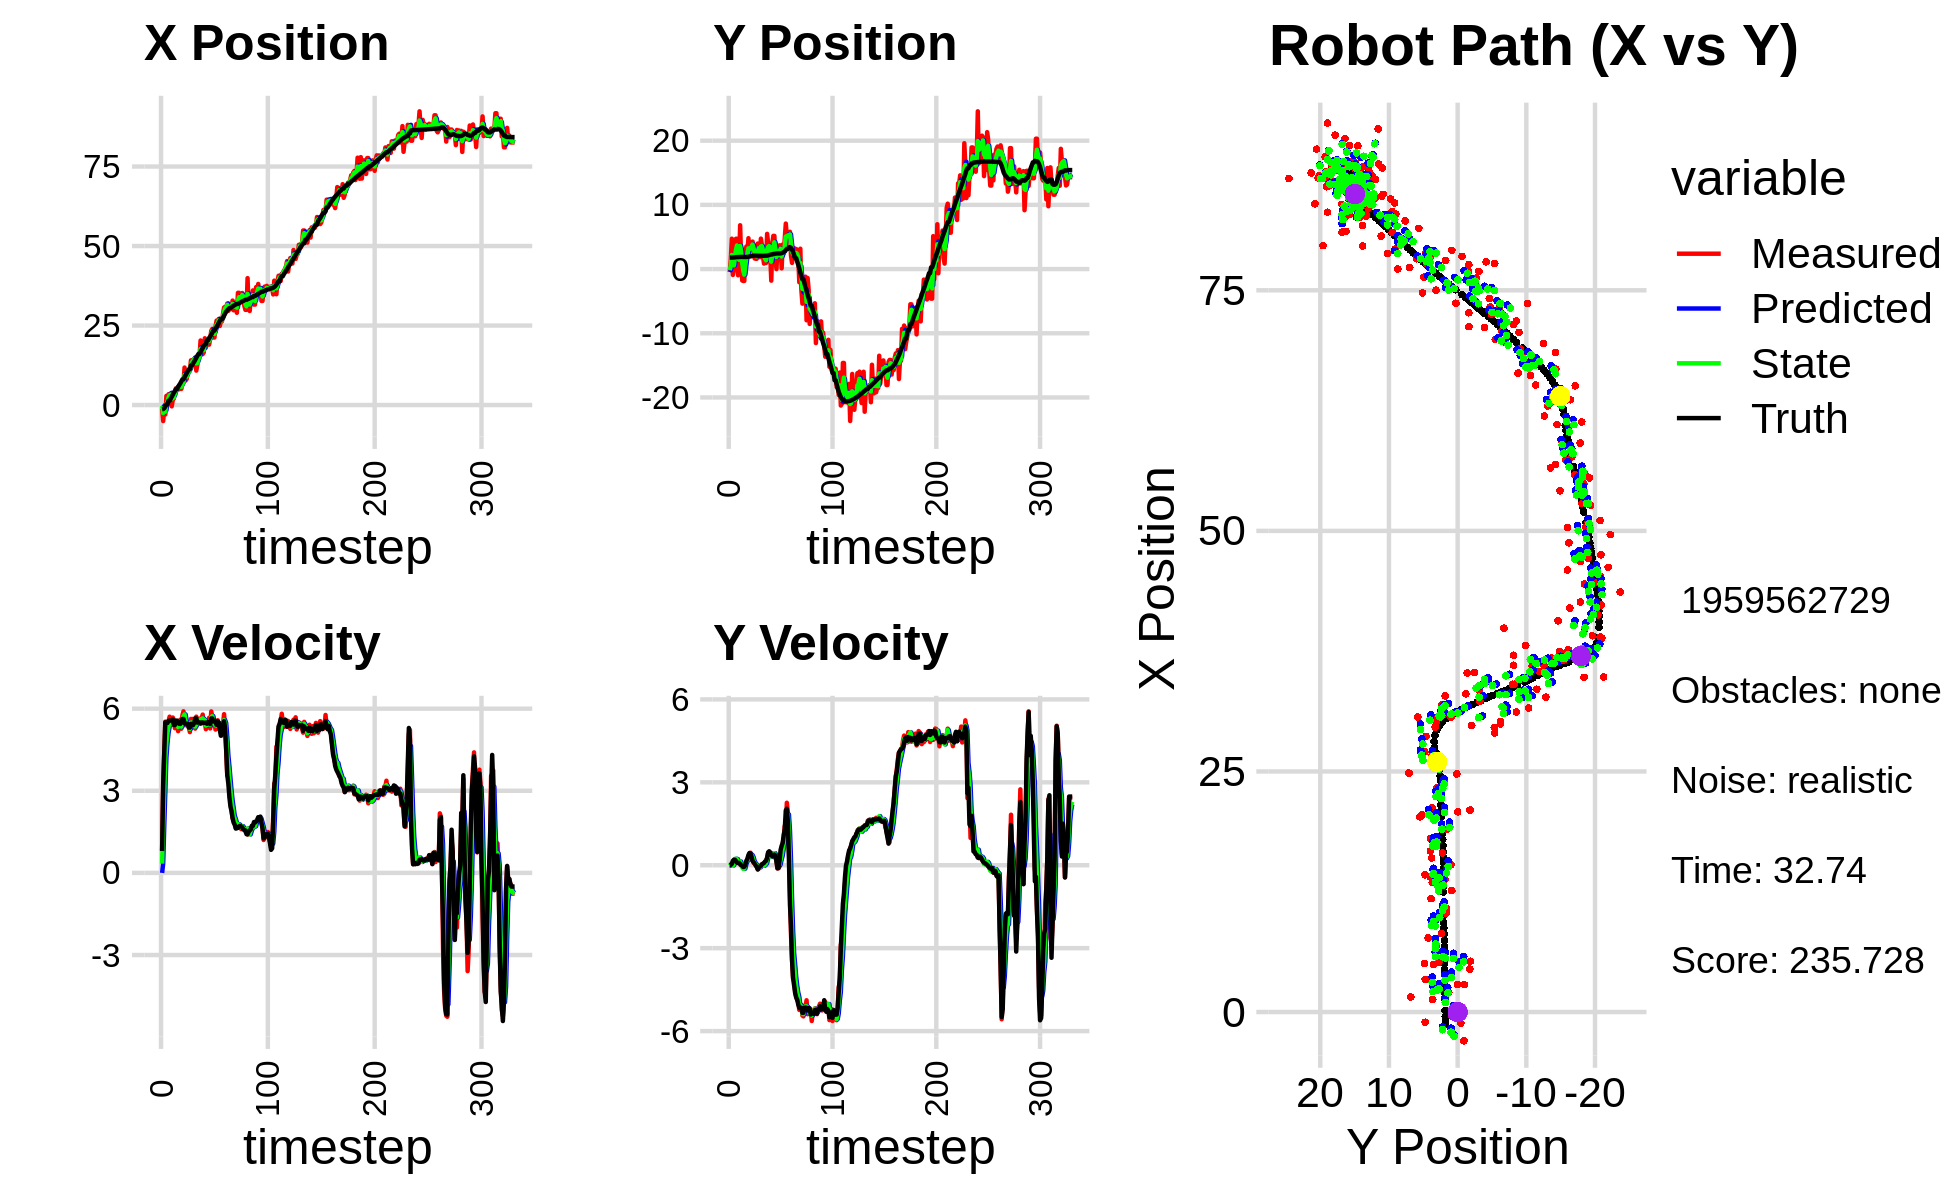 X Position
75
50
25
0
0
100
200
300
timestep
Y Position
20
10
0
-10
-20
0
100
200
300
timestep
X Velocity
6
3
0
-3
0
100
200
300
timestep
Y Velocity
6
3
0
-3
-6
0
100
200
300
timestep
Robot Path (X vs Y)
X Position
75
50
25
0
20 10 0 -10 -20
Y Position
variable
Measured
Predicted
State
Truth
1959562729
Obstacles: none
Noise: realistic
Time: 32.74
Score: 235.728